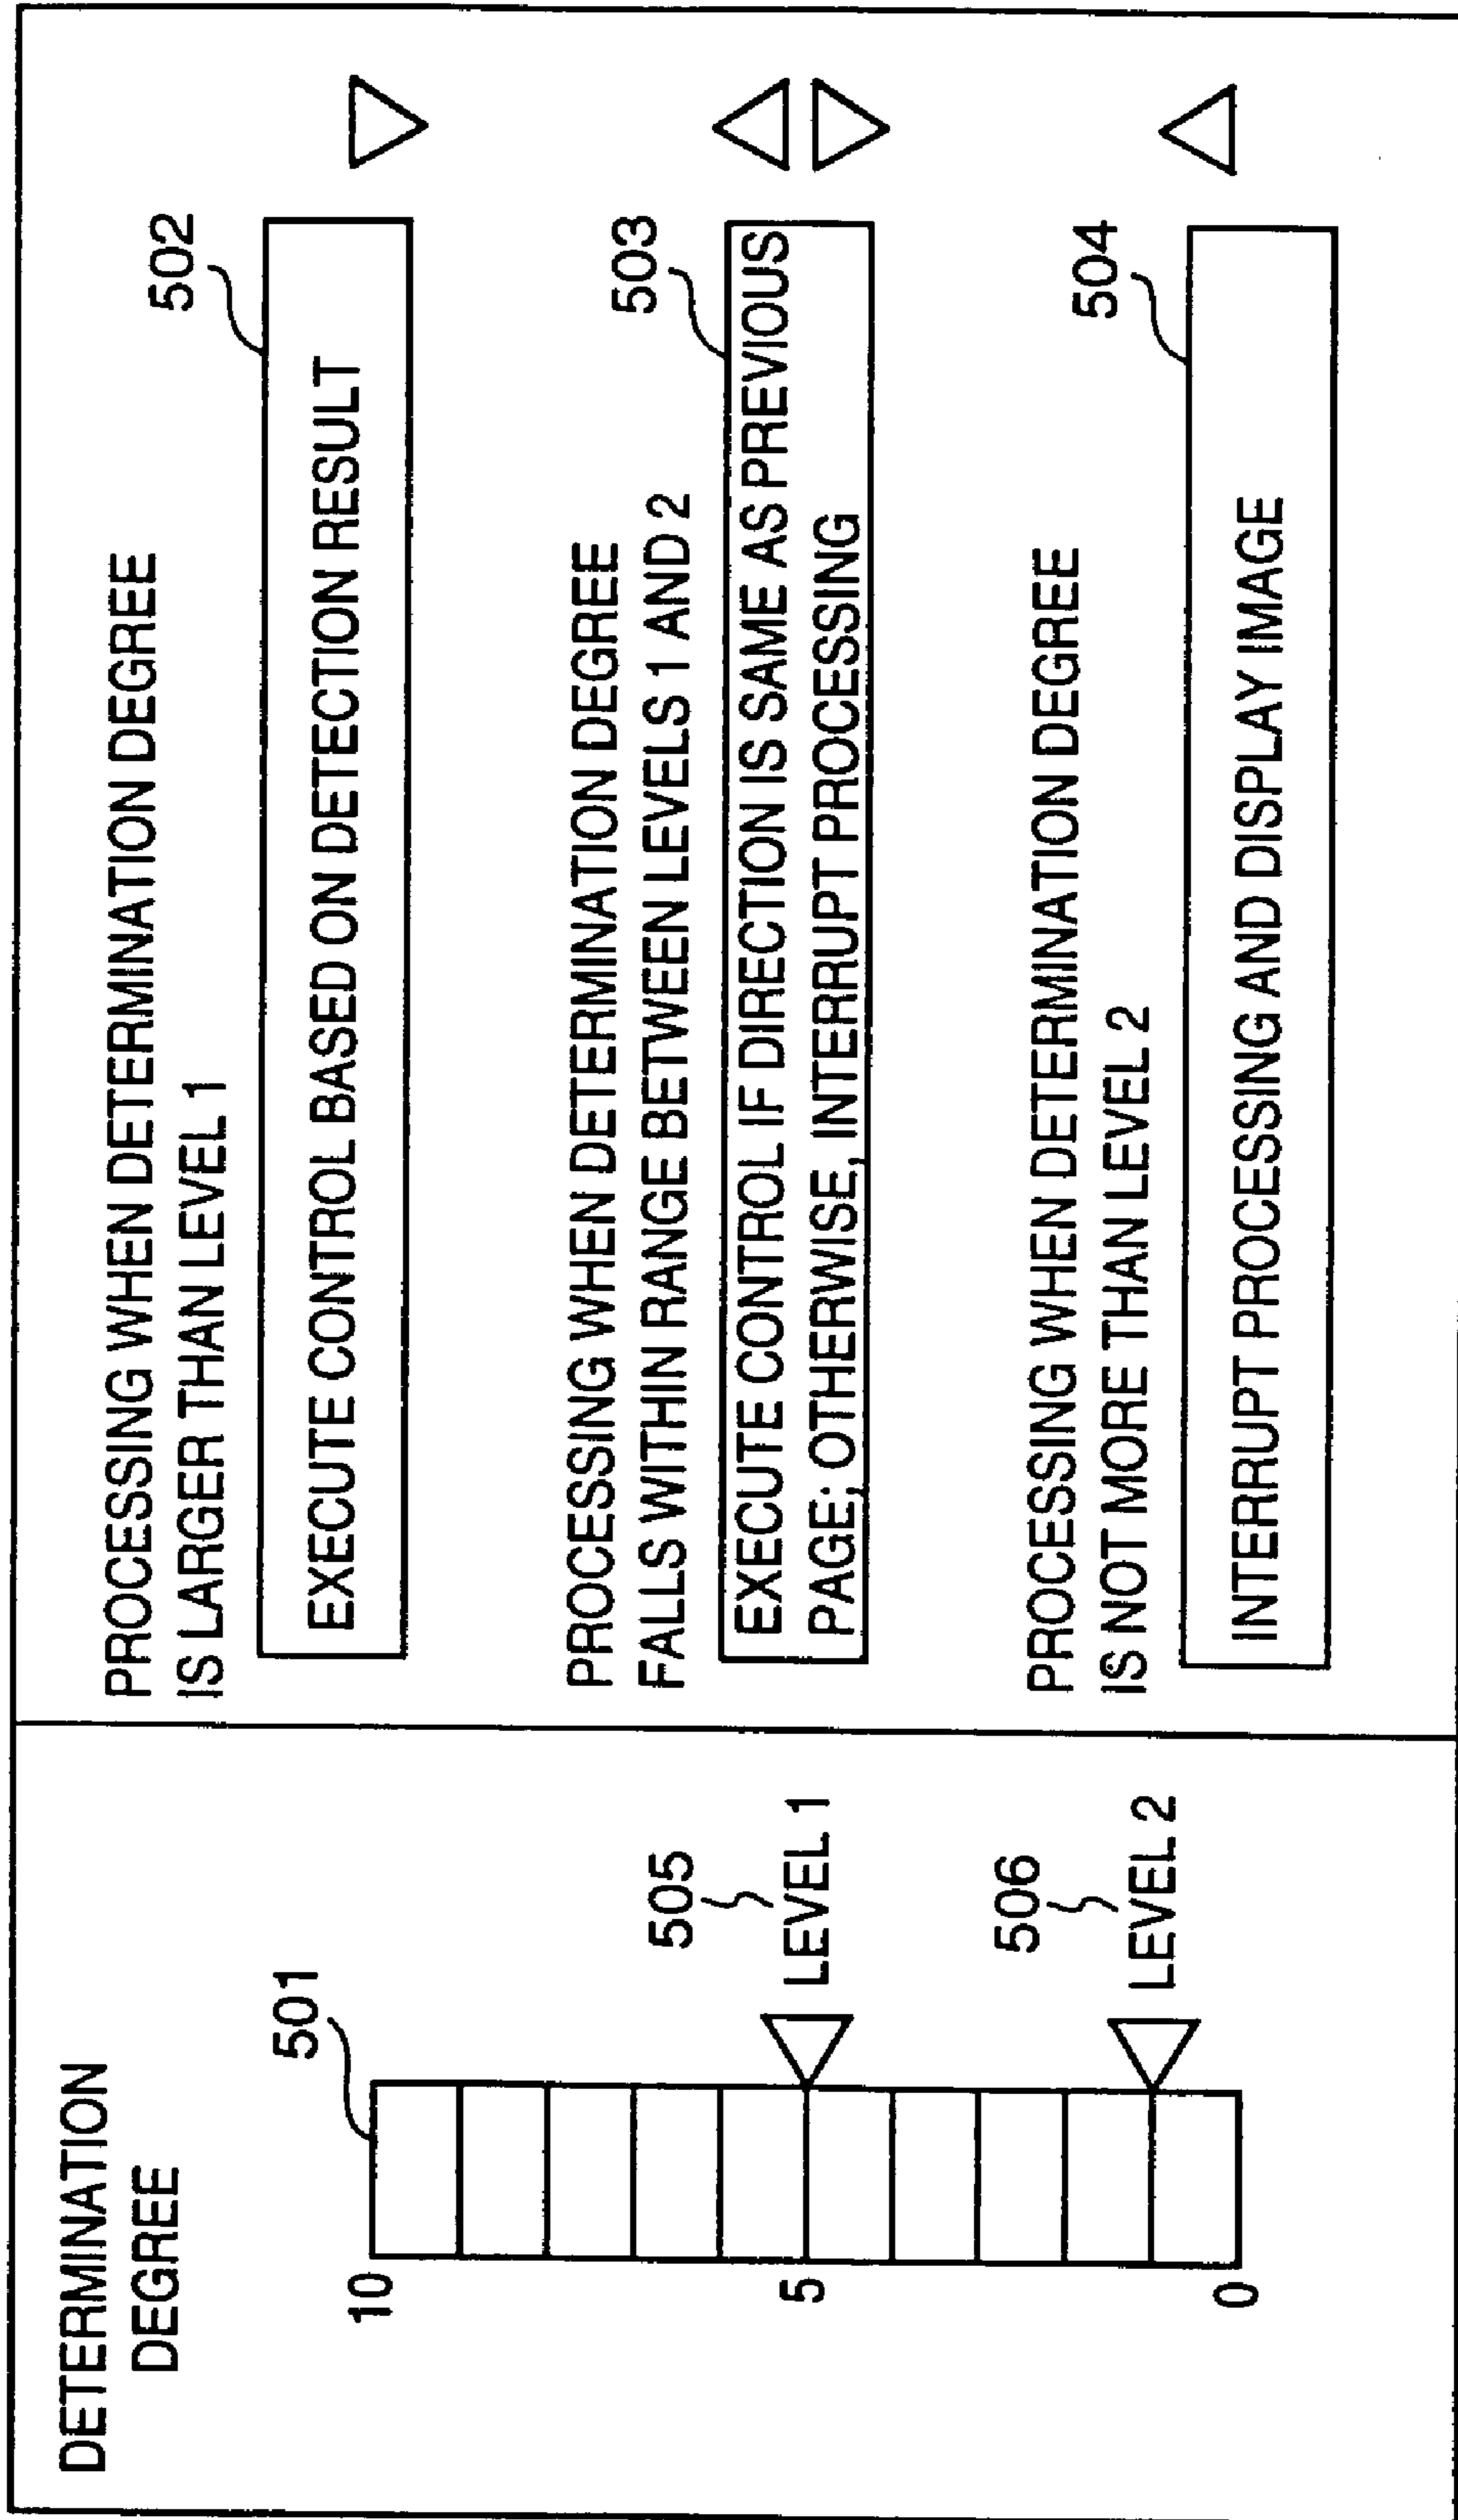 DETERMINATION
DEGREE
501
10
5
0
505
LEVEL 1
506
LEVEL 2
PROCESSING WHEN DETERMINATION DEGREE
IS LARGER THAN LEVEL 1
502
EXECUTE CONTROL BASED ON DETECTION RESULT
PROCESSING WHEN DETERMINATION DEGREE
FALLS WITHIN RANGE BETWEEN LEVELS 1 AND 2
503
EXECUTE CONTROL IF DIRECTION IS SAME AS PREVIOUS
PAGE; OTHERWISE, INTERRUPT PROCESSING
PROCESSING WHEN DETERMINATION DEGREE
IS NOT MORE THAN LEVEL 2
504
INTERRUPT PROCESSING AND DISPLAY IMAGE